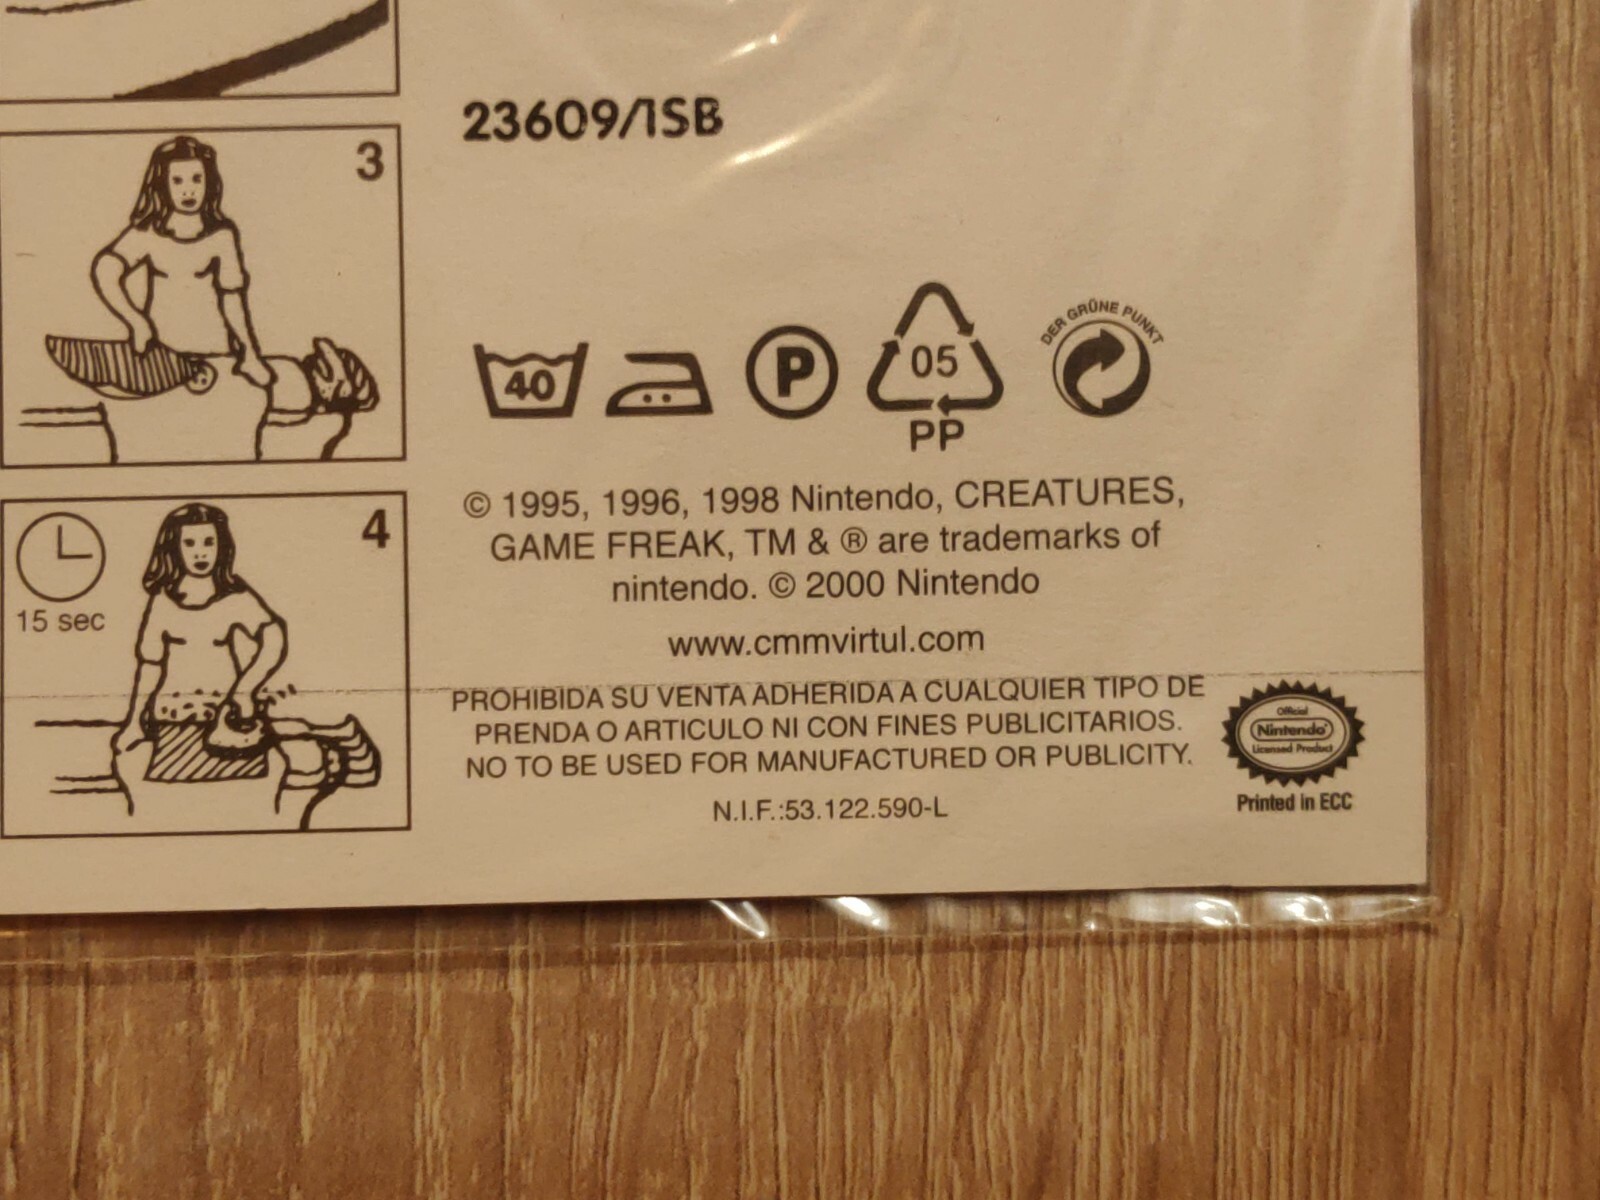 23609/ISB
3
40
P
05
PP
DER GRÜNE PUNKT
© 1995, 1996, 1998 Nintendo, CREATURES,
GAME FREAK, TM & ® are trademarks of
nintendo. © 2000 Nintendo
www.cmmvirtul.com
4
15 sec
PROHIBIDA SU VENTA ADHERIDA A CUALQUIER TIPO DE
PRENDA O ARTICULO NI CON FINES PUBLICITARIOS.
NO TO BE USED FOR MANUFACTURED OR PUBLICITY.
N.I.F.:53.122.590-L
Official
Nintendo
Licensed Product
Printed in ECC